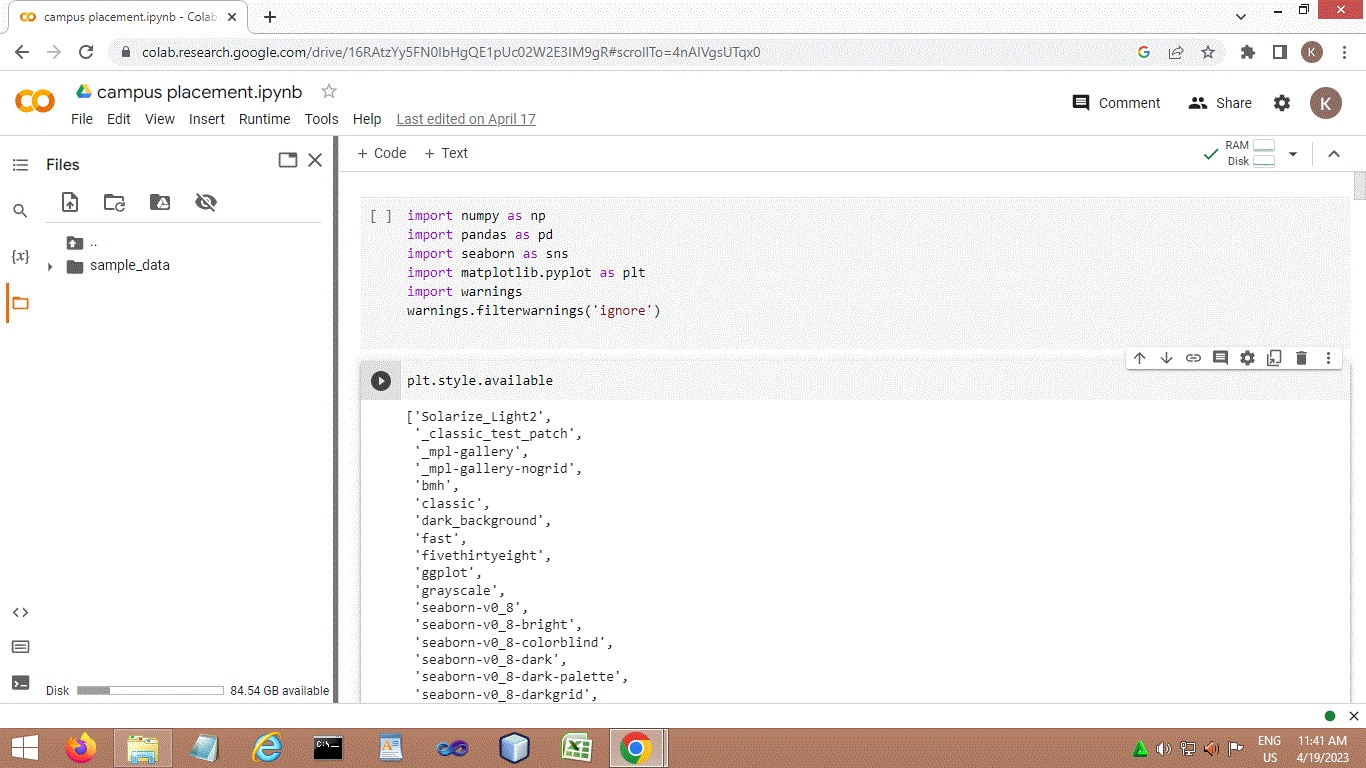 campus placement.ipynb - Colab
colab.research.google.com/drive/16RAtzYy5FN0IbHgQE1pUc02W2E3IM9gR#scrollTo=4nAIVgsUTqx0
K
campus placement.ipynb
File Edit View Insert Runtime Tools Help Last edited on April 17
Comment Share K
Files
+ Code + Text
RAM
Disk
..
sample_data
{x}
[ ] import numpy as np
import pandas as pd
import seaborn as sns
import matplotlib.pyplot as plt
import warnings
warnings.filterwarnings('ignore')
plt.style.available
['Solarize_Light2',
'_classic_test_patch',
'_mpl-gallery',
'_mpl-gallery-nogrid',
'bmh',
'classic',
'dark_background',
'fast',
'fivethirtyeight',
'ggplot',
'grayscale',
'seaborn-v0_8',
'seaborn-v0_8-bright',
'seaborn-v0_8-colorblind',
'seaborn-v0_8-dark',
'seaborn-v0_8-dark-palette',
'seaborn-v0_8-darkgrid',
Disk 84.54 GB available
ENG 11:41 AM
US 4/19/2023